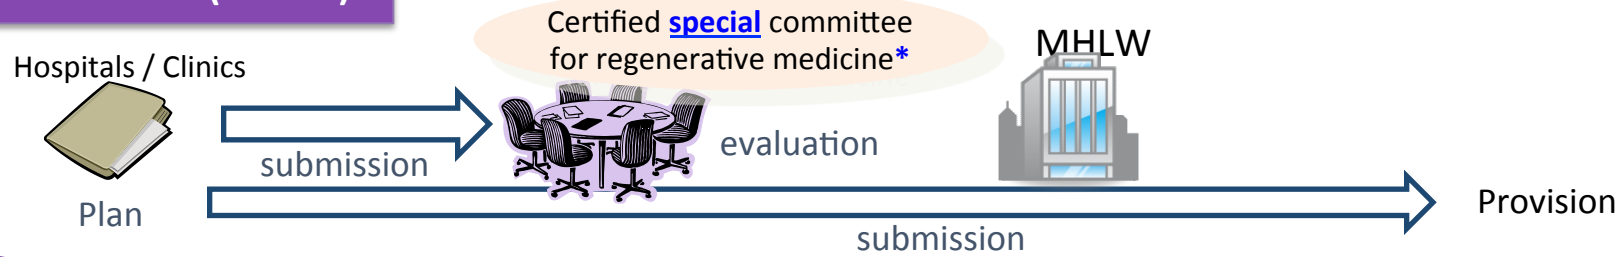 Certified special committee
for regenerative medicine*
MHLW
Hospitals / Clinics
submission
evaluation
Plan
submission
Provision